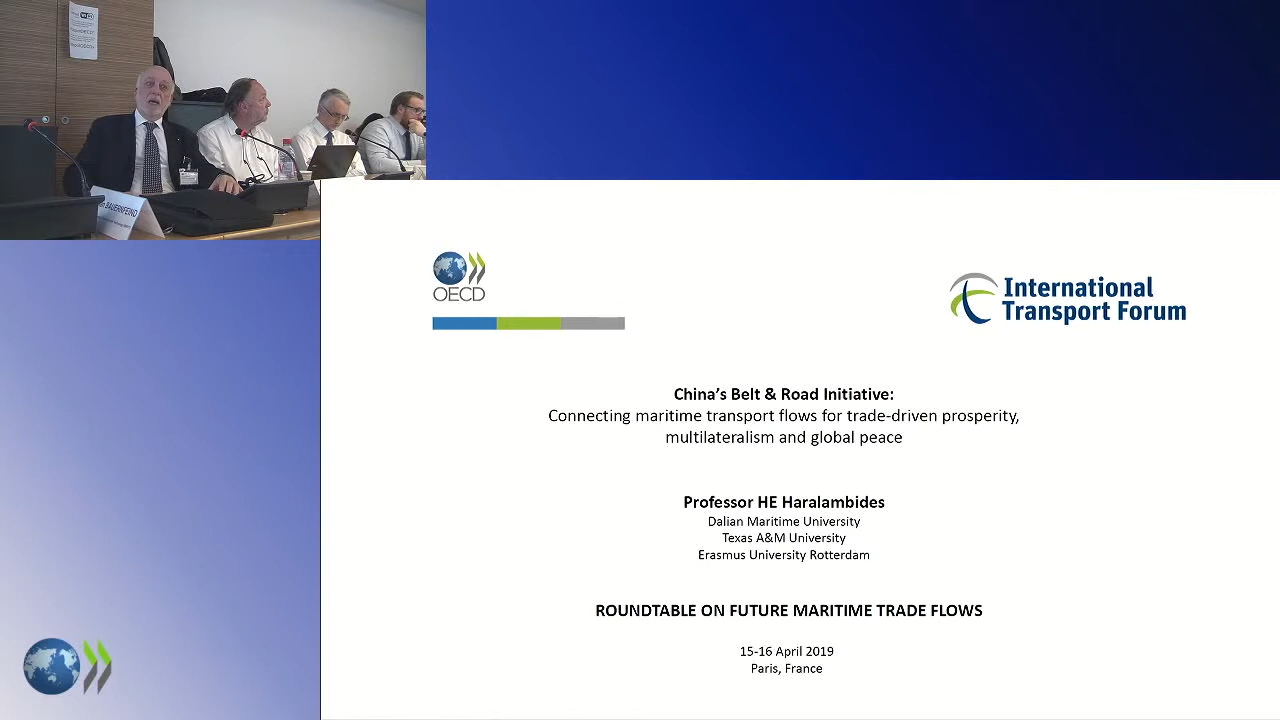 BAUERNFEIND
OECD
International
Transport Forum
China's Belt & Road Initiative:
Connecting maritime transport flows for trade-driven prosperity,
multilateralism and global peace
Professor HE Haralambides
Dalian Maritime University
Texas A&M University
Erasmus University Rotterdam
ROUNDTABLE ON FUTURE MARITIME TRADE FLOWS
15-16 April 2019
Paris, France